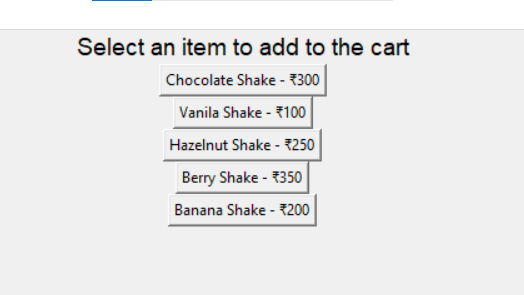 Select an item to add to the cart
Chocolate Shake - ₹300
Vanila Shake - ₹100
Hazelnut Shake - ₹250
Berry Shake - ₹350
Banana Shake - ₹200